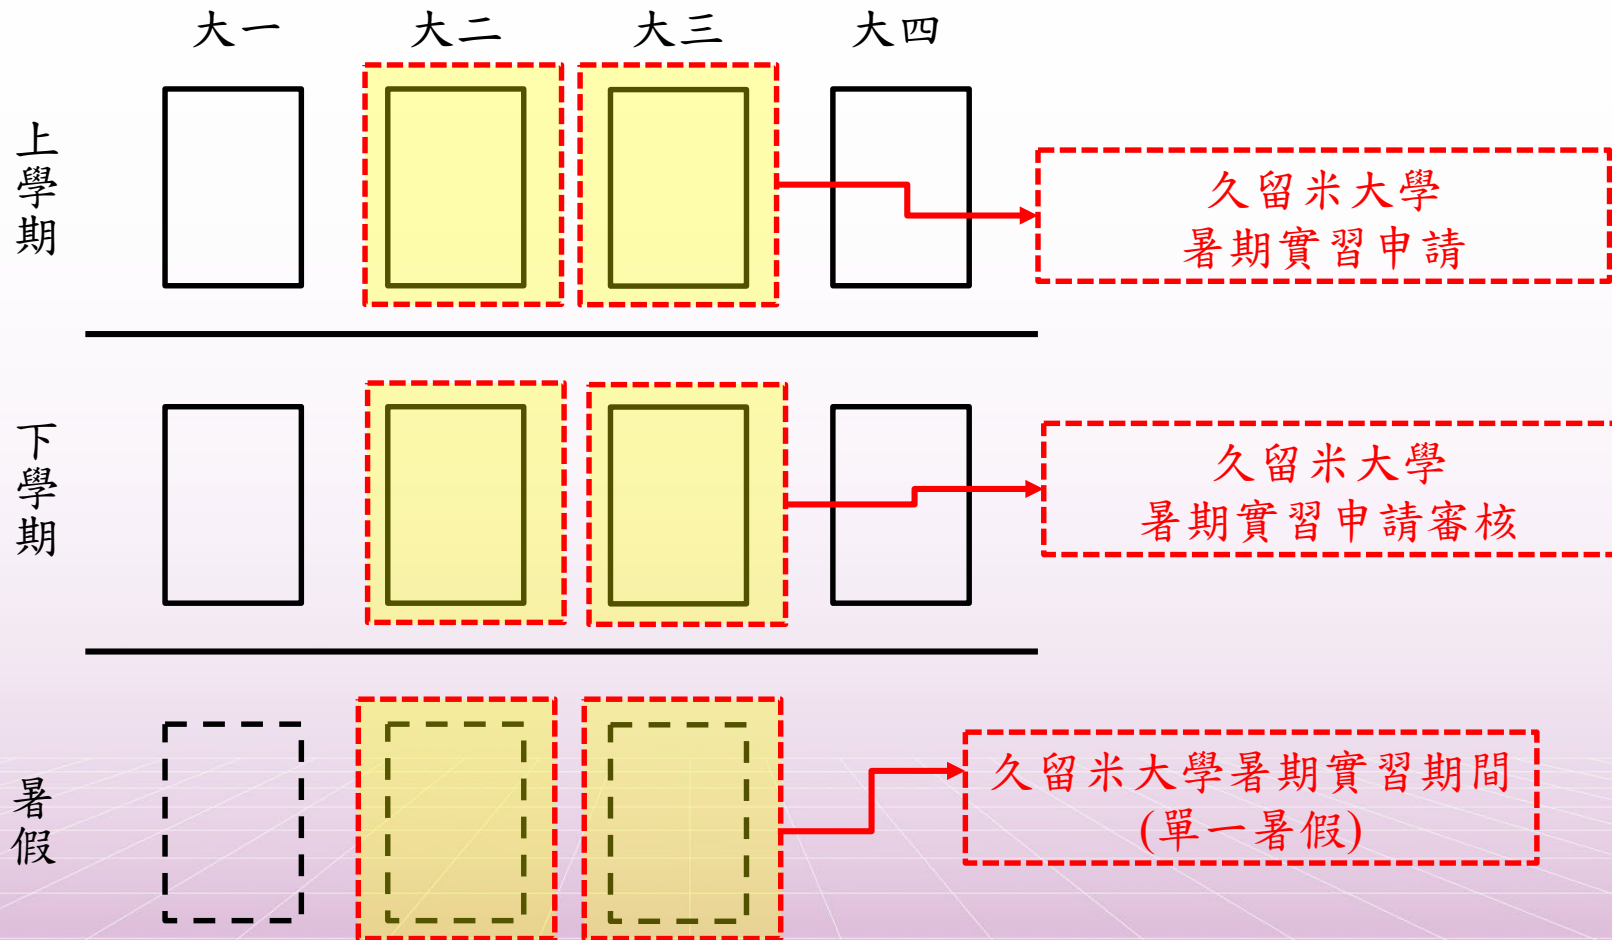 大一 大二 大三 大四
上學期
久留米大學
暑期實習申請
下學期
久留米大學
暑期實習申請審核
暑假
久留米大學暑期實習期間
(單一暑假)